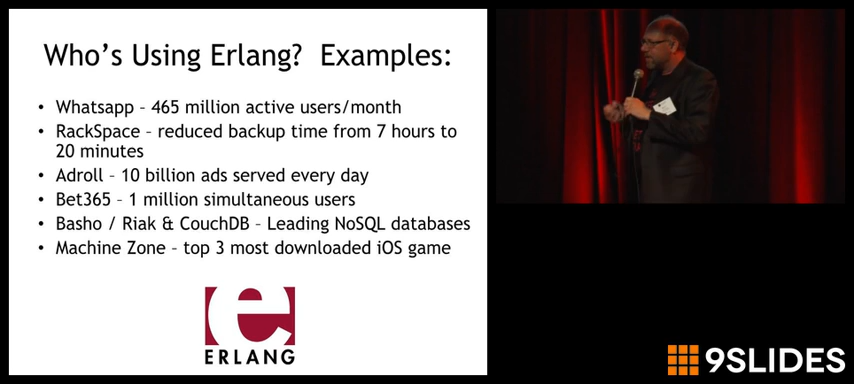 Who's Using Erlang? Examples:
• Whatsapp – 465 million active users/month
• RackSpace – reduced backup time from 7 hours to
20 minutes
• Adroll – 10 billion ads served every day
• Bet365 – 1 million simultaneous users
• Basho / Riak & CouchDB – Leading NoSQL databases
• Machine Zone – top 3 most downloaded iOS game
e
ERLANG
9SLIDES